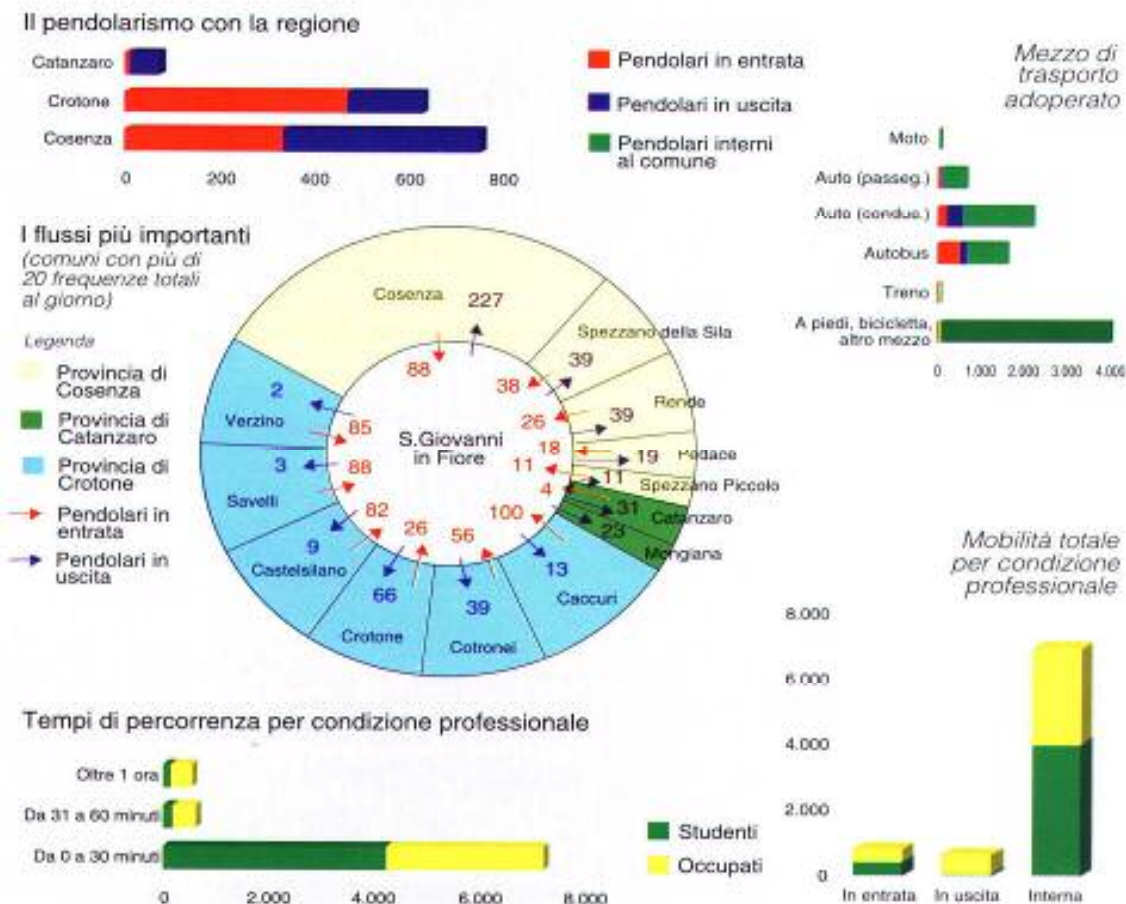 Il pendolarismo con la regione
Catanzaro
Crotone
Cosenza
0 200 400 600 800
Pendolari in entrata
Pendolari in uscita
Pendolari interni
al comune
Mezzo di
trasporto
adoperato
Moto
Auto (passeg.)
Auto (condue.)
Autobus
Treno
A piedi, bicicletta,
altro mezzo
0 1.000 2.000 3.000 4.000
I flussi più importanti
(comuni con più di
20 frequenze totali
al giorno)
Legenda
Provincia di
Cosenza
Provincia di
Catanzaro
Provincia di
Crotone
Pendolari in
entrata
Pendolari in
uscita
S.Giovanni
in Fiore
Cosenza
227
88
Spezzano della Sila
39
38
Rende
39
26
Pedace
19
18
Spezzano Piccolo
11
11
Catanzaro
31
4
Mongiana
23
Caccuri
13
100
Cotronei
39
56
Crotone
66
26
Castelsilano
9
82
Savelli
3
88
Verzino
2
85
Tempi di percorrenza per condizione professionale
Oltre 1 ora
Da 31 a 60 minuti
Da 0 a 30 minuti
0 2.000 4.000 6.000 8.000
Studenti
Occupati
Mobilità totale
per condizione
professionale
8.000
6.000
4.000
2.000
0
In entrata In uscita Interna